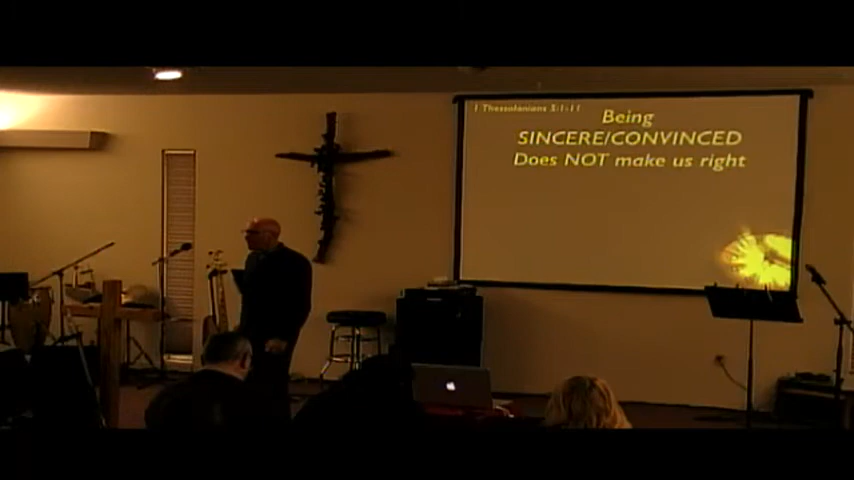 1 Thessalonians 5:1-11
Being
SINCERE/CONVINCED
Does NOT make us right